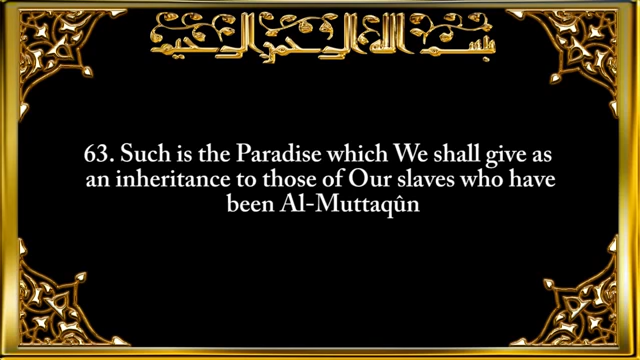 بسم الله الرحمن الرحيم
63. Such is the Paradise which We shall give as
an inheritance to those of Our slaves who have
been Al-Muttaqûn